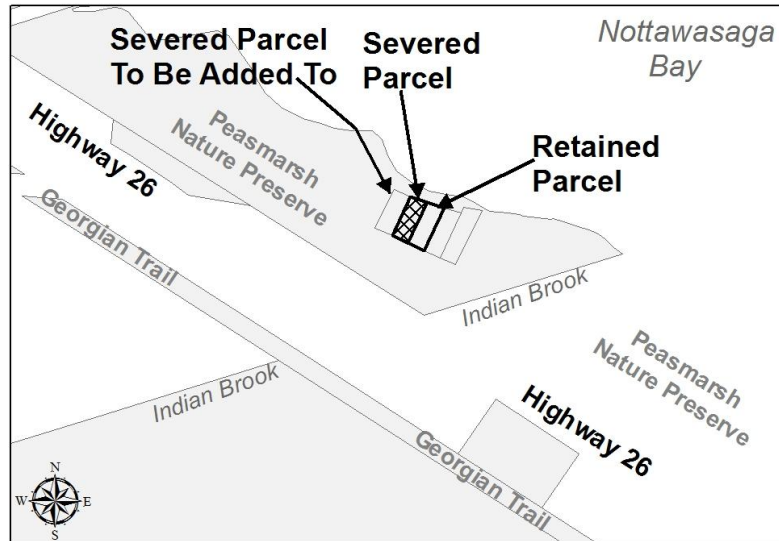 Severed Parcel
To Be Added To
Severed
Parcel
Nottawasaga
Bay
Highway 26
Peasmarsh
Nature Preserve
Retained
Parcel
Georgian Trail
Indian Brook
Peasmarsh
Nature Preserve
Indian Brook
Highway 26
Georgian Trail
N
W
E
S